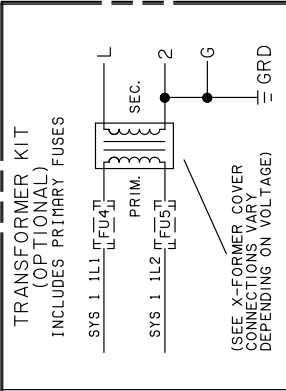 TRANSFORMER KIT
(OPTIONAL)
INCLUDES PRIMARY FUSES
SYS 1 1L1
FU4
L
PRIM.
SEC.
SYS 1 1L2
FU5
2
G
GRD
(SEE X-FORMER COVER
CONNECTIONS VARY
DEPENDING ON VOLTAGE)